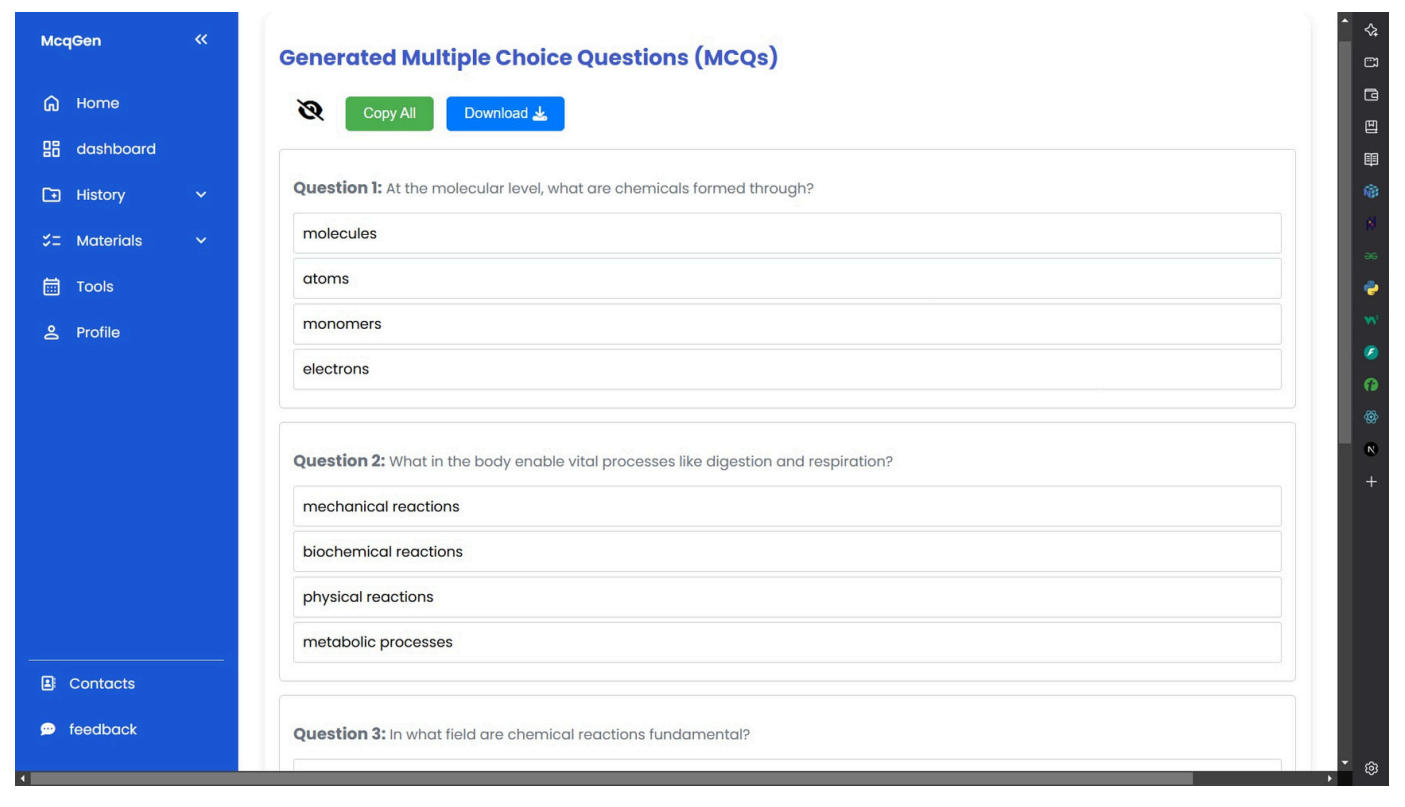 McqGen
Home
dashboard
History
Materials
Tools
Profile
Contacts
feedback
Generated Multiple Choice Questions (MCQs)
Copy All
Download
Question 1: At the molecular level, what are chemicals formed through?
molecules
atoms
monomers
electrons
Question 2: What in the body enable vital processes like digestion and respiration?
mechanical reactions
biochemical reactions
physical reactions
metabolic processes
Question 3: In what field are chemical reactions fundamental?